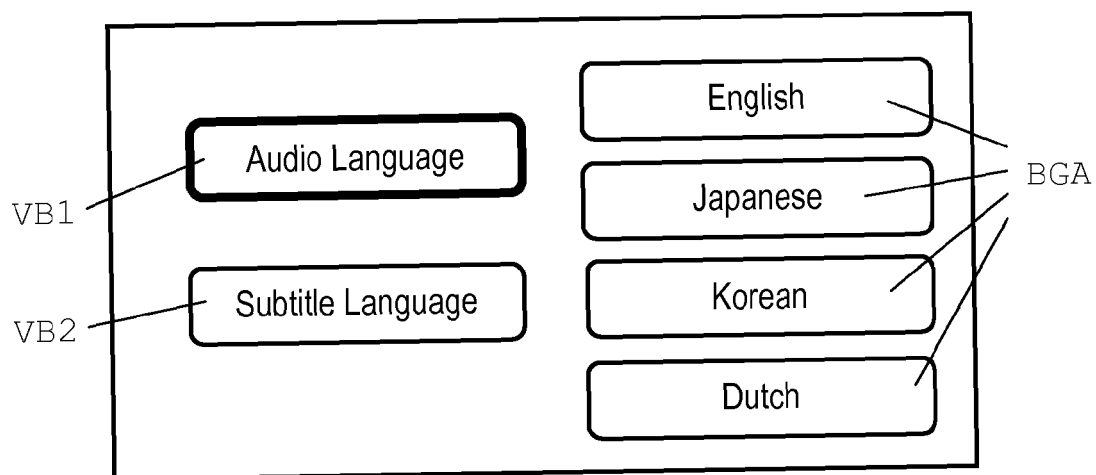 English
Audio Language
BGA
Japanese
VB1
Subtitle Language
Korean
VB2
Dutch